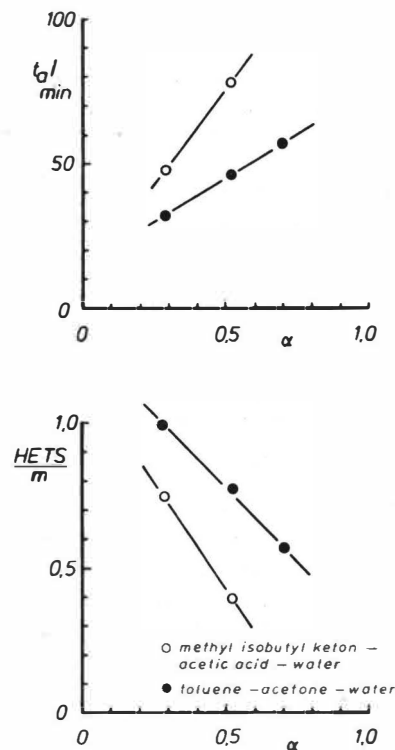 100
t_a/
min
50
0
0 0,5 α 1,0
1,0
HETS
m
0,5
○ methyl isobutyl keton –
acetic acid – water
● toluene – acetone – water
0
0 0,5 α 1,0